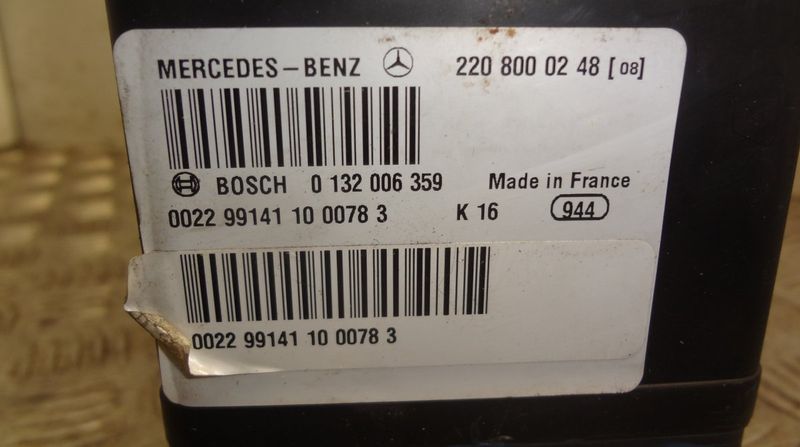 MERCEDES-BENZ 220 800 02 48 [08]
BOSCH 0 132 006 359 Made in France
0022 99141 10 0078 3 K 16 944
0022 99141 10 0078 3